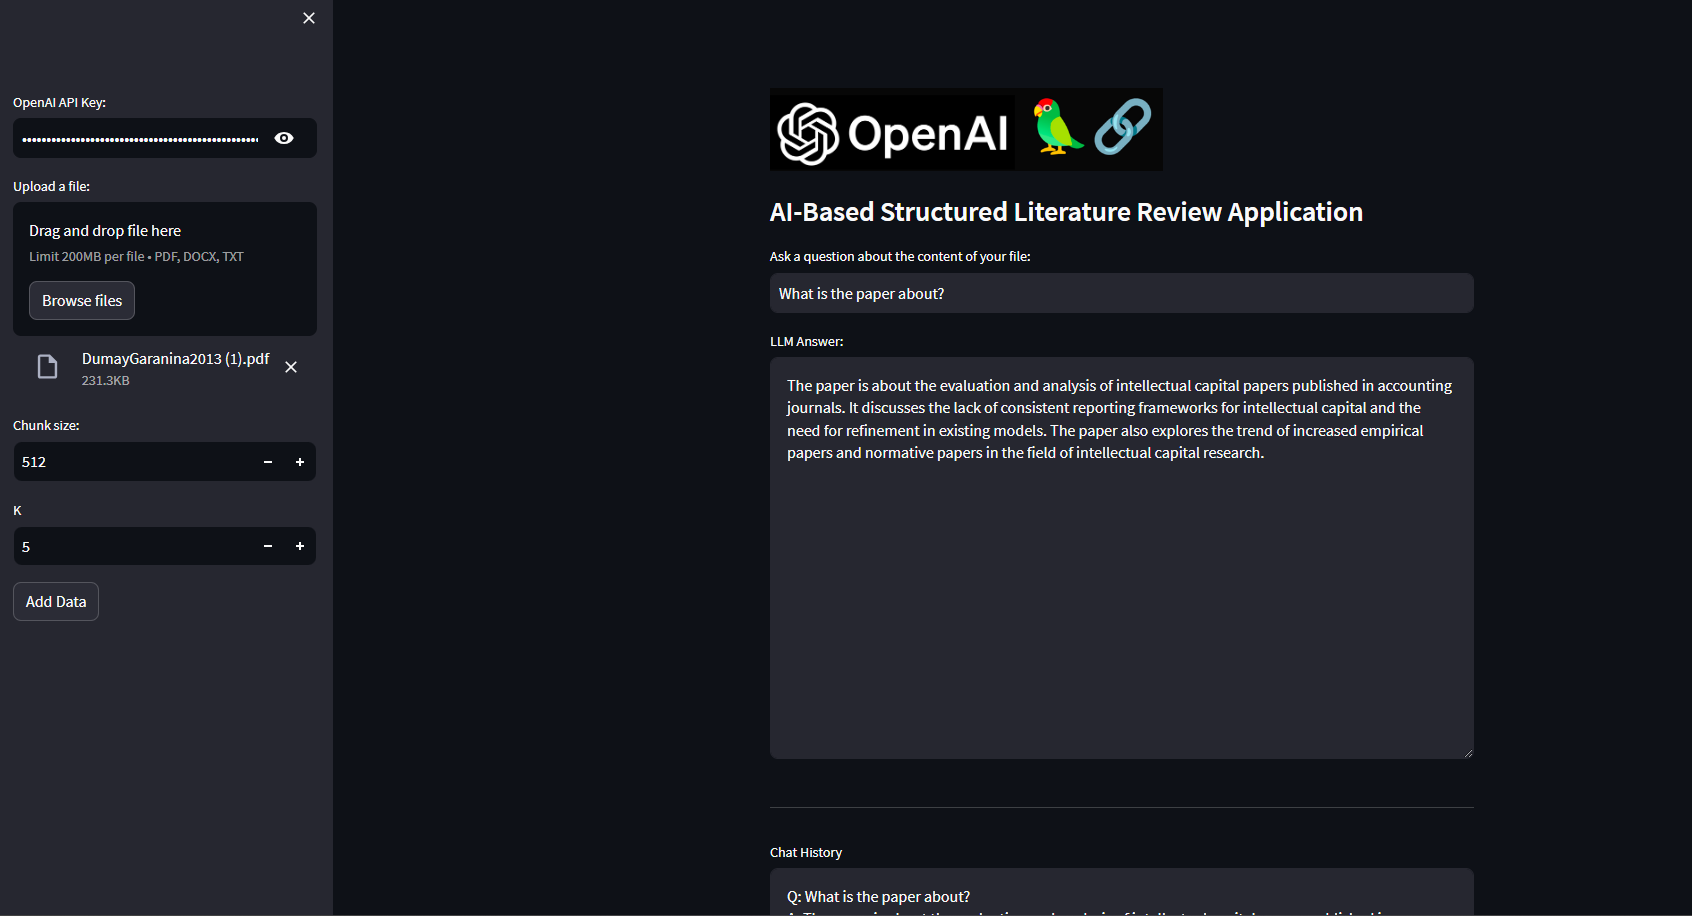 OpenAI API Key:
Upload a file:
Drag and drop file here
Limit 200MB per file • PDF, DOCX, TXT
Browse files
DumayGaranina2013 (1).pdf
231.3KB
Chunk size:
512
K
5
Add Data
OpenAI
AI-Based Structured Literature Review Application
Ask a question about the content of your file:
What is the paper about?
LLM Answer:
The paper is about the evaluation and analysis of intellectual capital papers published in accounting
journals. It discusses the lack of consistent reporting frameworks for intellectual capital and the
need for refinement in existing models. The paper also explores the trend of increased empirical
papers and normative papers in the field of intellectual capital research.
Chat History
Q: What is the paper about?